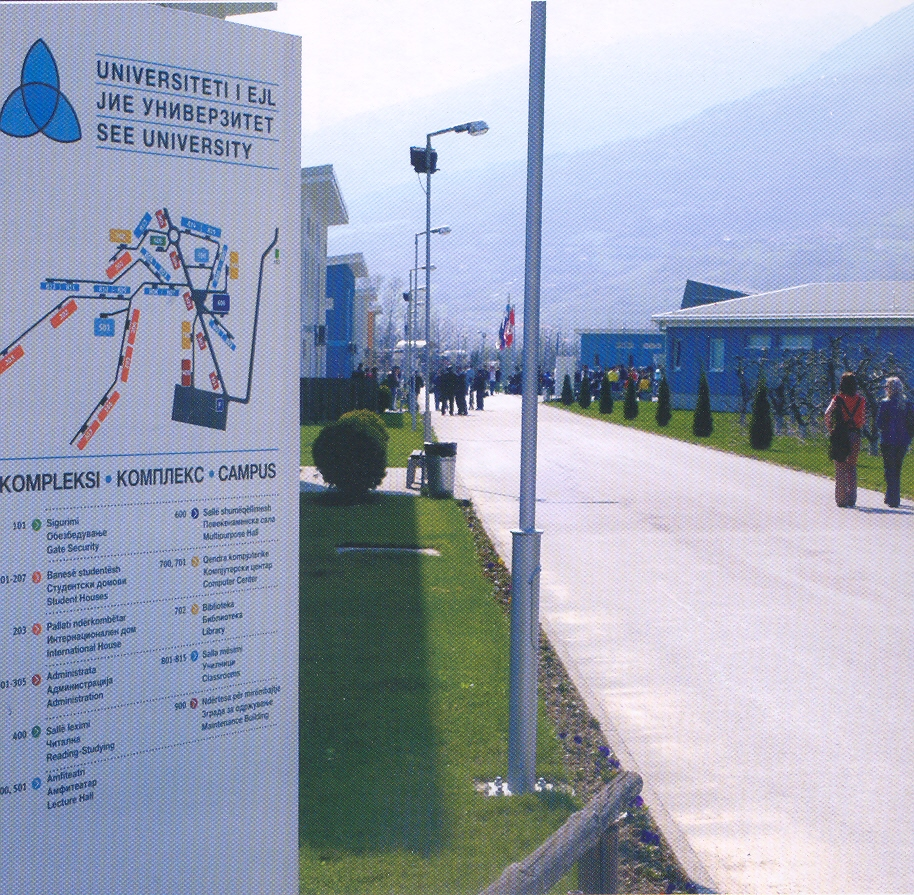 UNIVERSITETI I EJL
ЈИЕ УНИВЕРЗИТЕТ
SEE UNIVERSITY
KOMPLEKSI • КОМПЛЕКС • CAMPUS
101 Sigurimi
Обезбедување
Gate Security
01-207 Banesë studentësh
Студентски домови
Student Houses
203 Pallati ndërkombëtar
Интернационален дом
International House
01-305 Administrata
Администрација
Administration
400 Sallë leximi
Читална
Reading-Studying
00, 501 Amfiteatri
Амфитеатар
Lecture Hall
600 Sallë shumëqëllimesh
Повеќенаменска сала
Multipurpose Hall
700, 701 Qendra kompjuterike
Компјутерски центар
Computer Center
702 Biblioteka
Библиотека
Library
801-815 Salla mësimi
Училници
Classrooms
900 Ndërtesa për mirëmbajtje
Зграда за одржување
Maintenance Building